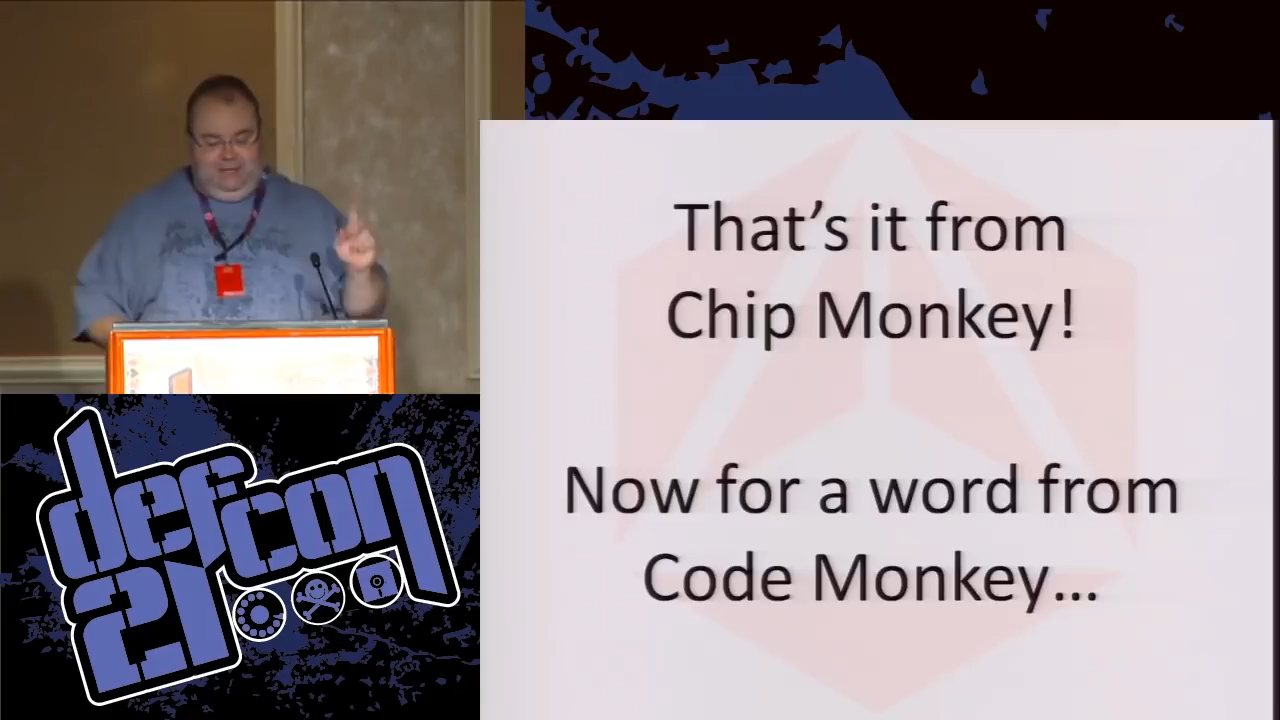 That's it from
Chip Monkey!
Now for a word from
Code Monkey...
defcon
21